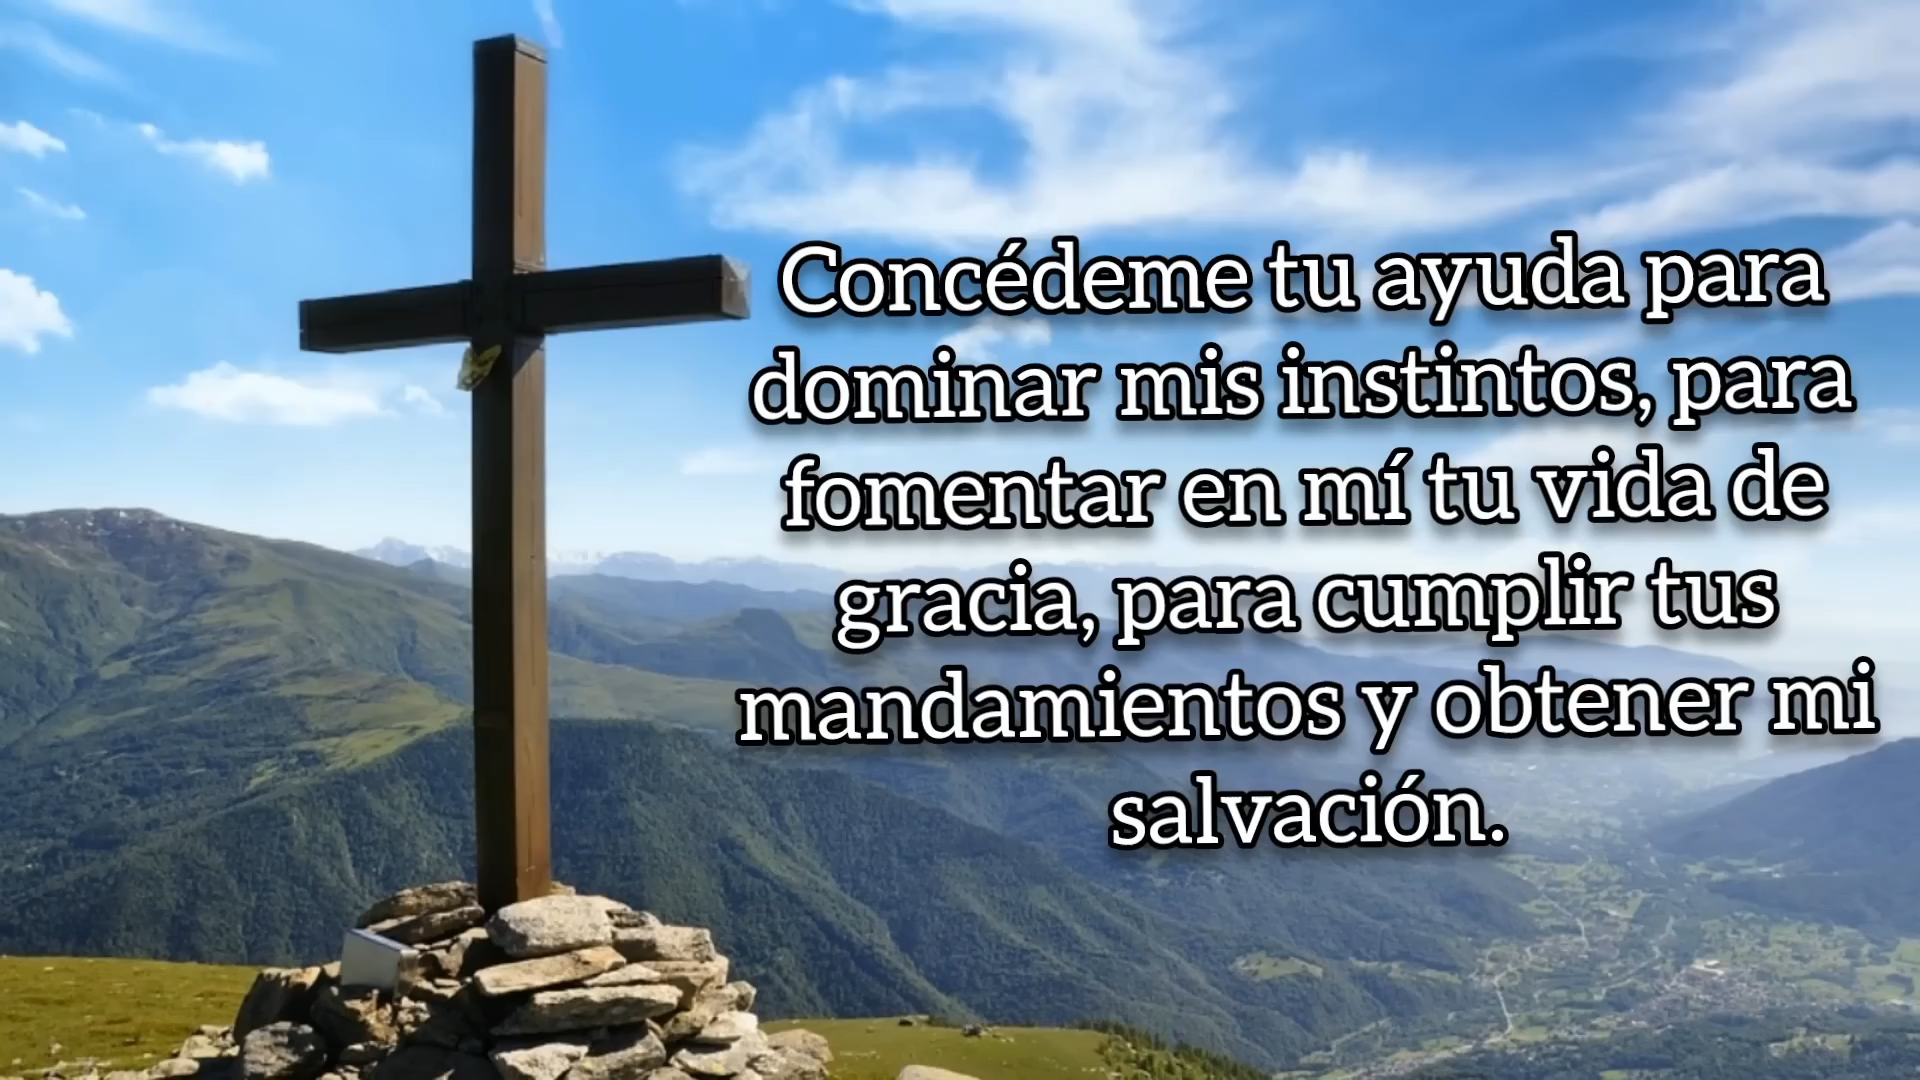 Concédeme tu ayuda para
dominar mis instintos, para
fomentar en mí tu vida de
gracia, para cumplir tus
mandamientos y obtener mi
salvación.